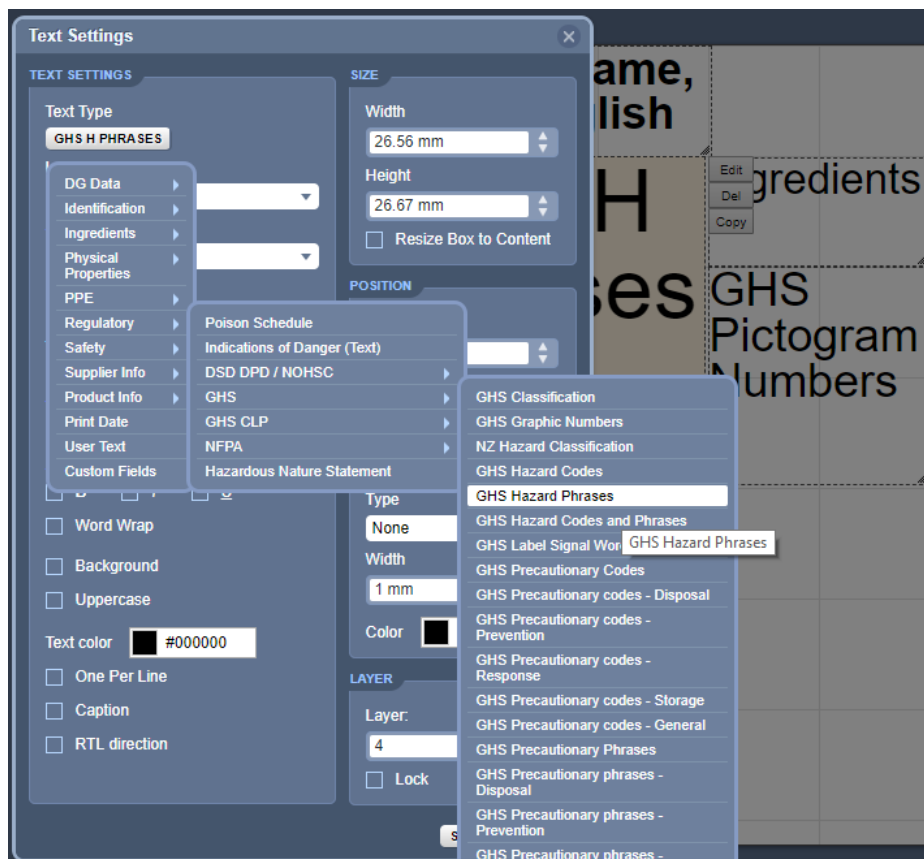 Text Settings
TEXT SETTINGS
Text Type
GHS H PHRASES
DG Data
Identification
Ingredients
Physical
Properties
PPE
Regulatory
Safety
Supplier Info
Product Info
Print Date
User Text
Custom Fields
Poison Schedule
Indications of Danger (Text)
DSD DPD / NOHSC
GHS
GHS CLP
NFPA
Hazardous Nature Statement
GHS Classification
GHS Graphic Numbers
NZ Hazard Classification
GHS Hazard Codes
GHS Hazard Phrases
GHS Hazard Codes and Phrases
GHS Label Signal Wor
GHS Hazard Phrases
GHS Precautionary Codes
GHS Precautionary codes - Disposal
GHS Precautionary codes -
Prevention
GHS Precautionary codes -
Response
GHS Precautionary codes - Storage
GHS Precautionary codes - General
GHS Precautionary Phrases
GHS Precautionary phrases -
Disposal
GHS Precautionary phrases -
Prevention
GHS Precautionary phrases -
Word Wrap
Background
Uppercase
Text color
#000000
One Per Line
Caption
RTL direction
SIZE
Width
26.56 mm
Height
26.67 mm
Resize Box to Content
POSITION
Type
None
Width
1 mm
Color
LAYER
Layer:
4
Lock
S
ame,
lish
H
ses
Edit
Del
Copy
gredients
GHS
Pictogram
Numbers